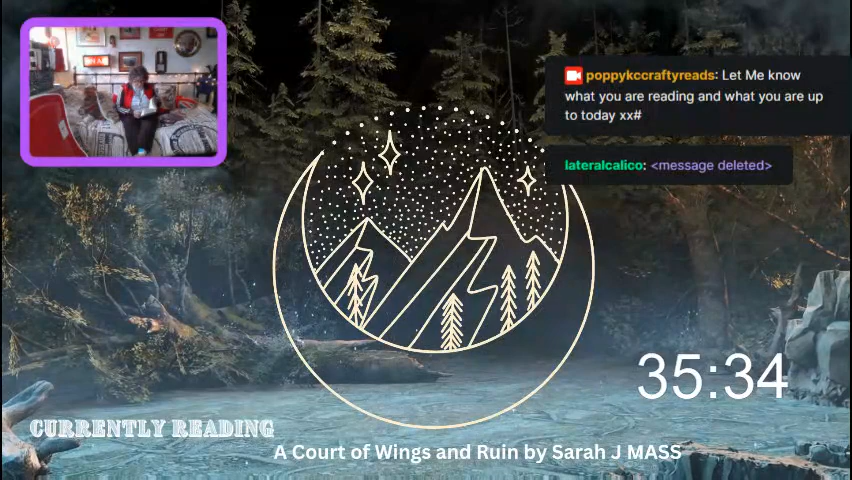 poppykccraftyreads: Let Me know
what you are reading and what you are up
to today xx#
lateralcalico: <message deleted>
35:34
CURRENTLY READING
A Court of Wings and Ruin by Sarah J MASS